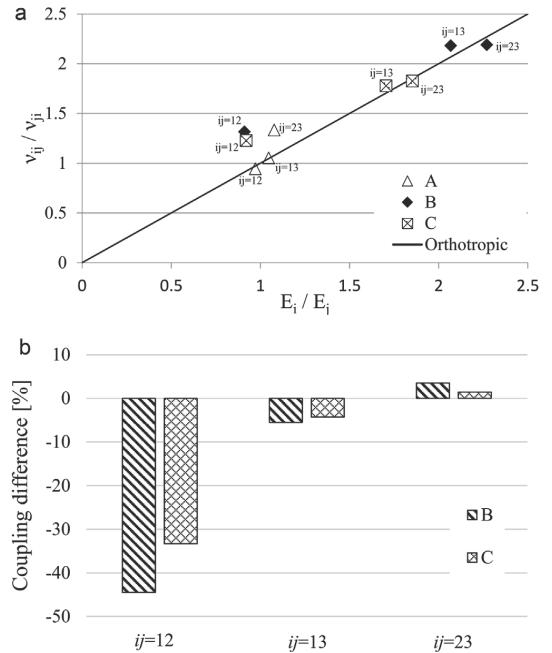 a
2.5
2
1.5
1
0.5
0
ν_ij / ν_ji
ij=13
ij=23
ij=13
ij=23
ij=12
ij=12
ij=23
ij=13
ij=12
A
B
C
Orthotropic
0
0.5
1
1.5
2
2.5
E_i / E_j
b
10
0
-10
-20
-30
-40
-50
Coupling difference [%]
B
C
ij=12
ij=13
ij=23